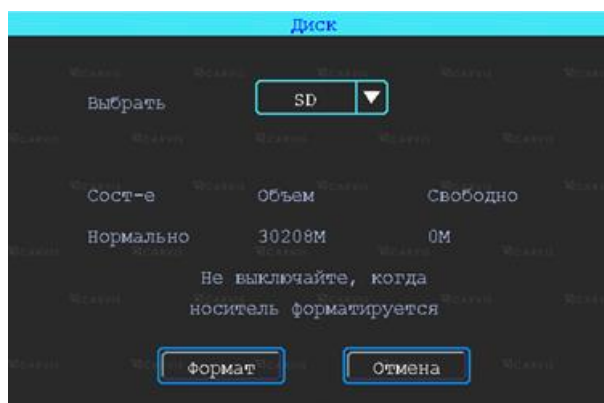 Диск
Выбрать SD
Сост-е Объем Свободно
Нормально 30208M 0M
Не выключайте, когда
носитель форматируется
Формат Отмена